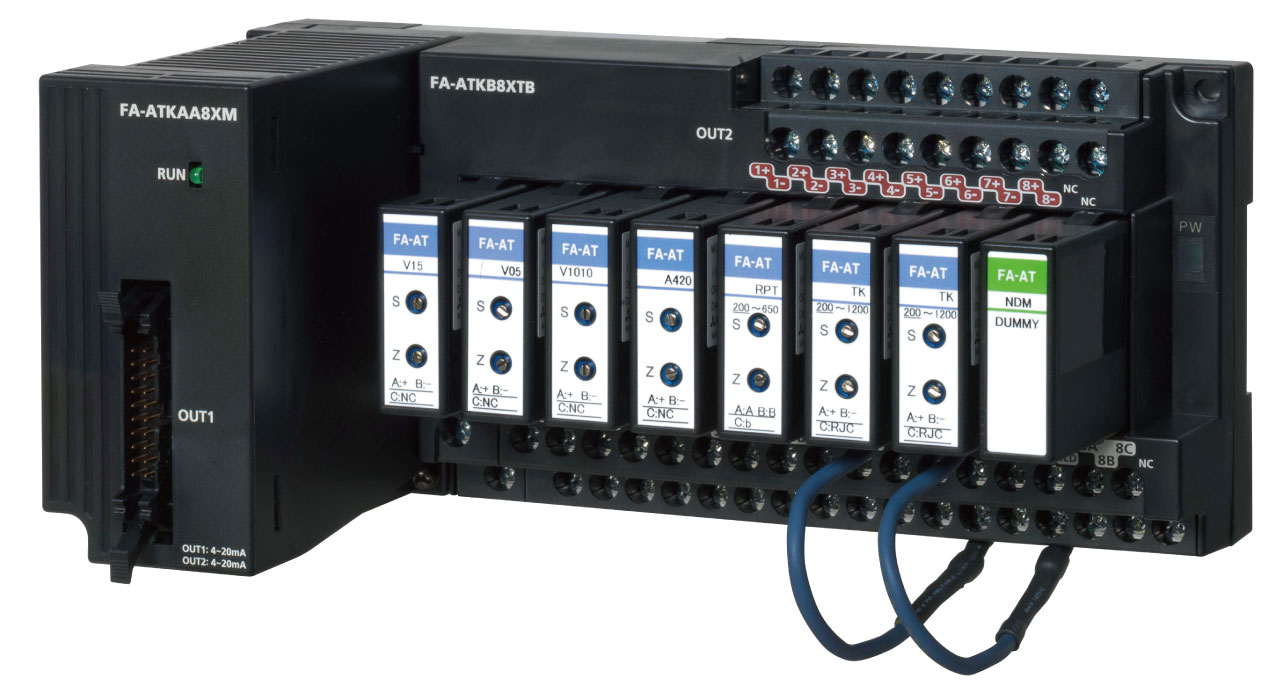 FA-ATKAA8XM
RUN
OUT1
OUT1: 4~20mA
OUT2: 4~20mA
FA-ATKB8XTB
OUT2
1+ 2+ 3+ 4+ 5+ 6+ 7+ 8+ NC
1- 2- 3- 4- 5- 6- 7- 8- NC
PW
FA-AT
V15
S
Z
A:+ B:-
C:NC
FA-AT
V05
S
Z
A:+ B:-
C:NC
FA-AT
V1010
S
Z
A:+ B:-
C:NC
FA-AT
A420
S
Z
A:+ B:-
C:NC
FA-AT
RPT
200~650
S
Z
A:A B:B
C:b
FA-AT
TK
200~1200
S
Z
A:+ B:-
C:RJC
FA-AT
TK
200~1200
S
Z
A:+ B:-
C:RJC
FA-AT
NDM
DUMMY
8C
8B NC